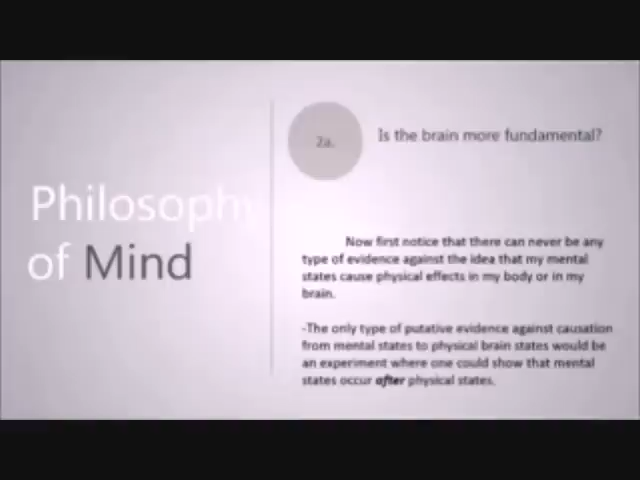 Philosophy
of Mind
2a.
Is the brain more fundamental?
Now first notice that there can never be any
type of evidence against the idea that my mental
states cause physical effects in my body or in my
brain.
-The only type of putative evidence against causation
from mental states to physical brain states would be
an experiment where one could show that mental
states occur after physical states.